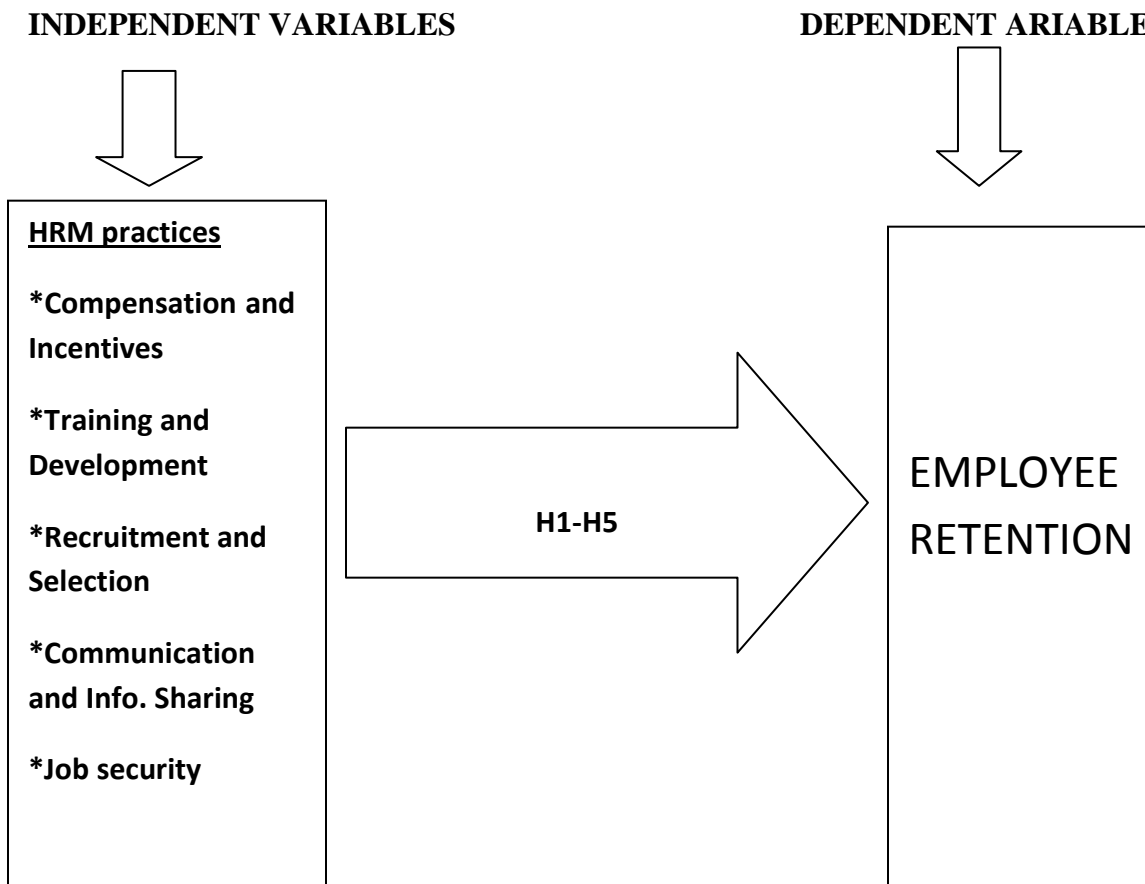 INDEPENDENT VARIABLES
DEPENDENT ARIABLE
HRM practices
*Compensation and
Incentives
*Training and
Development
*Recruitment and
Selection
*Communication
and Info. Sharing
*Job security
H1-H5
EMPLOYEE
RETENTION